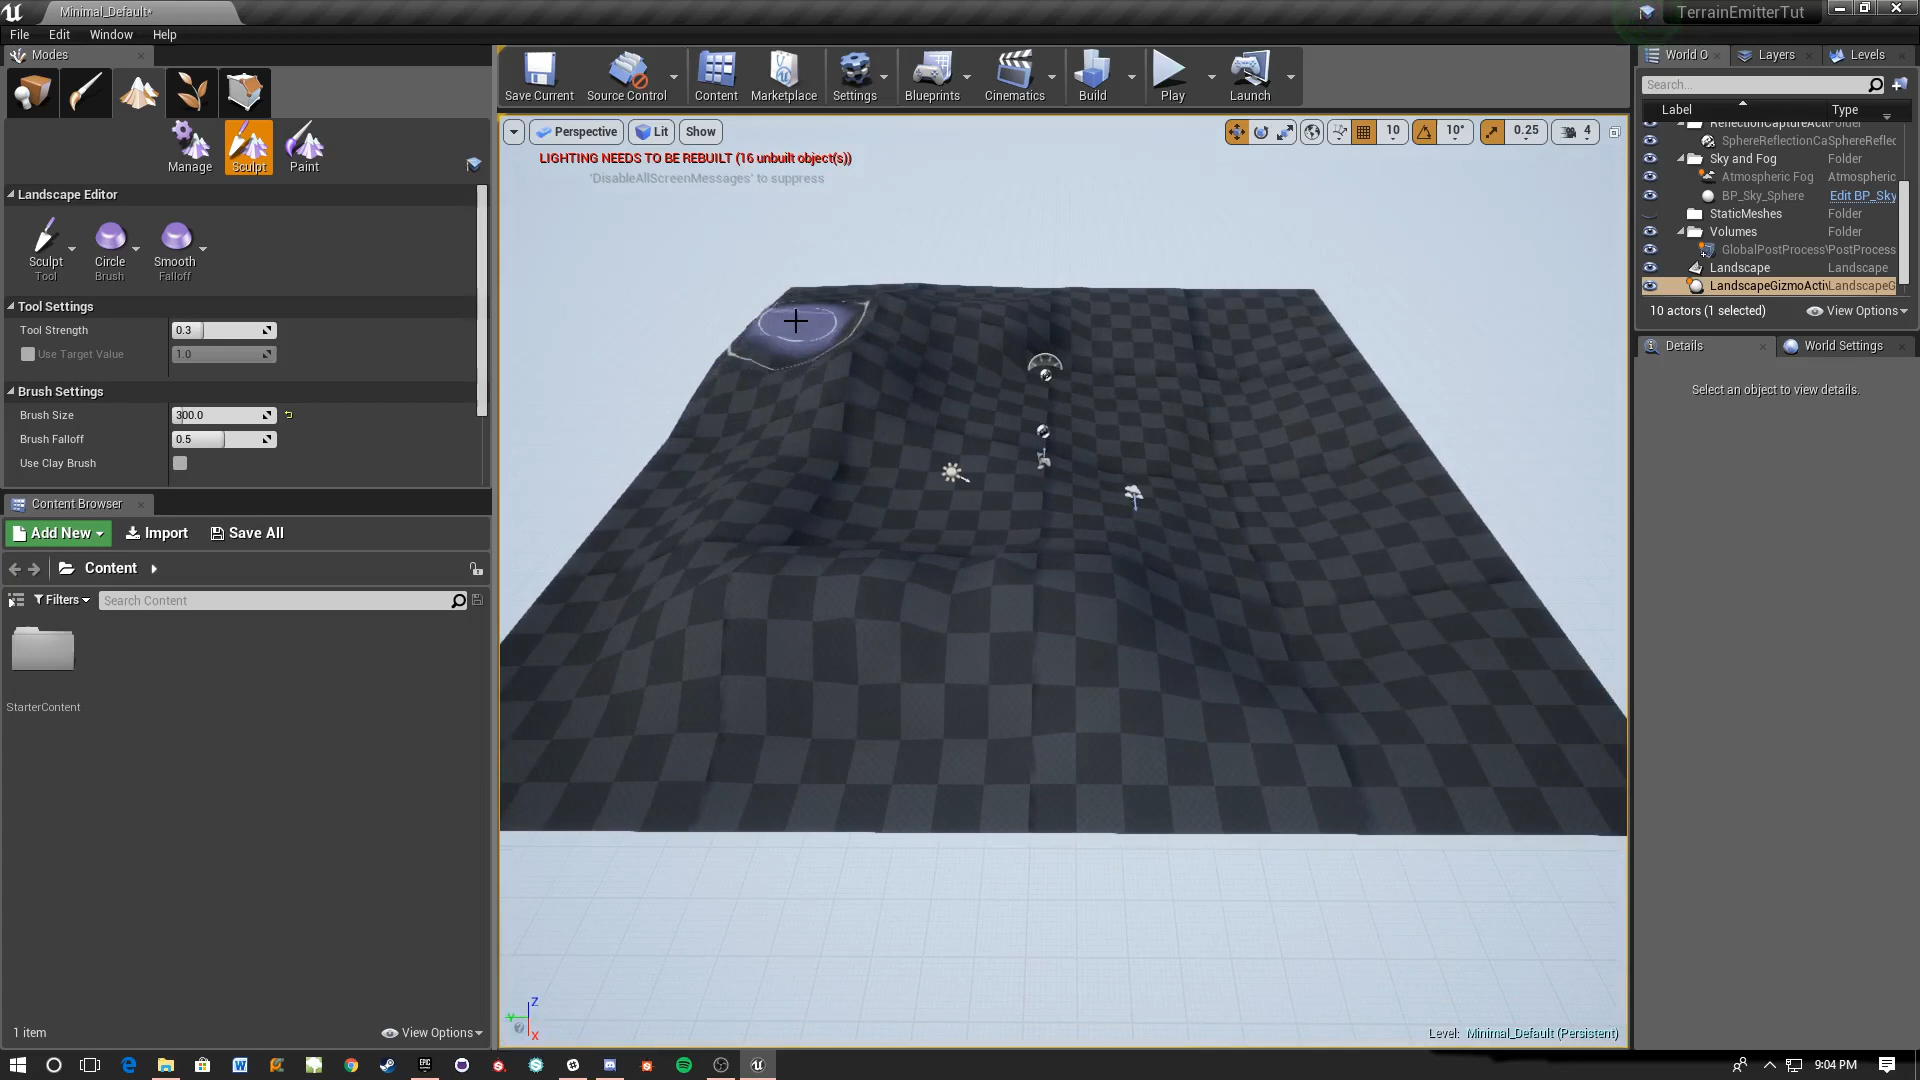 Minimal_Default*
TerrainEmitterTut
File Edit Window Help
Modes
World O Layers Levels
Save Current Source Control Content Marketplace Settings Blueprints Cinematics Build Play Launch
Search...
Label Type
Manage Sculpt Paint
Perspective Lit Show
10 10° 0.25 4
LIGHTING NEEDS TO BE REBUILT (16 unbuilt object(s))
'DisableAllScreenMessages' to suppress
ReflectionCaptureActFolder
SphereReflectionCaSphereReflec
Sky and Fog Folder
Atmospheric Fog Atmospheric
BP_Sky_Sphere Edit BP_Sky
StaticMeshes Folder
Volumes Folder
GlobalPostProcessVPostProcess
Landscape Landscape
LandscapeGizmoActivLandscapeG
10 actors (1 selected) View Options
Details World Settings
Select an object to view details.
Landscape Editor
Sculpt Circle Smooth
Tool Brush Falloff
Tool Settings
Tool Strength 0.3
Use Target Value 1.0
Brush Settings
Brush Size 300.0
Brush Falloff 0.5
Use Clay Brush
Content Browser
Add New Import Save All
Content
Filters Search Content
StarterContent
1 item View Options
Z
Y
X
Level: Minimal_Default (Persistent)
9:04 PM